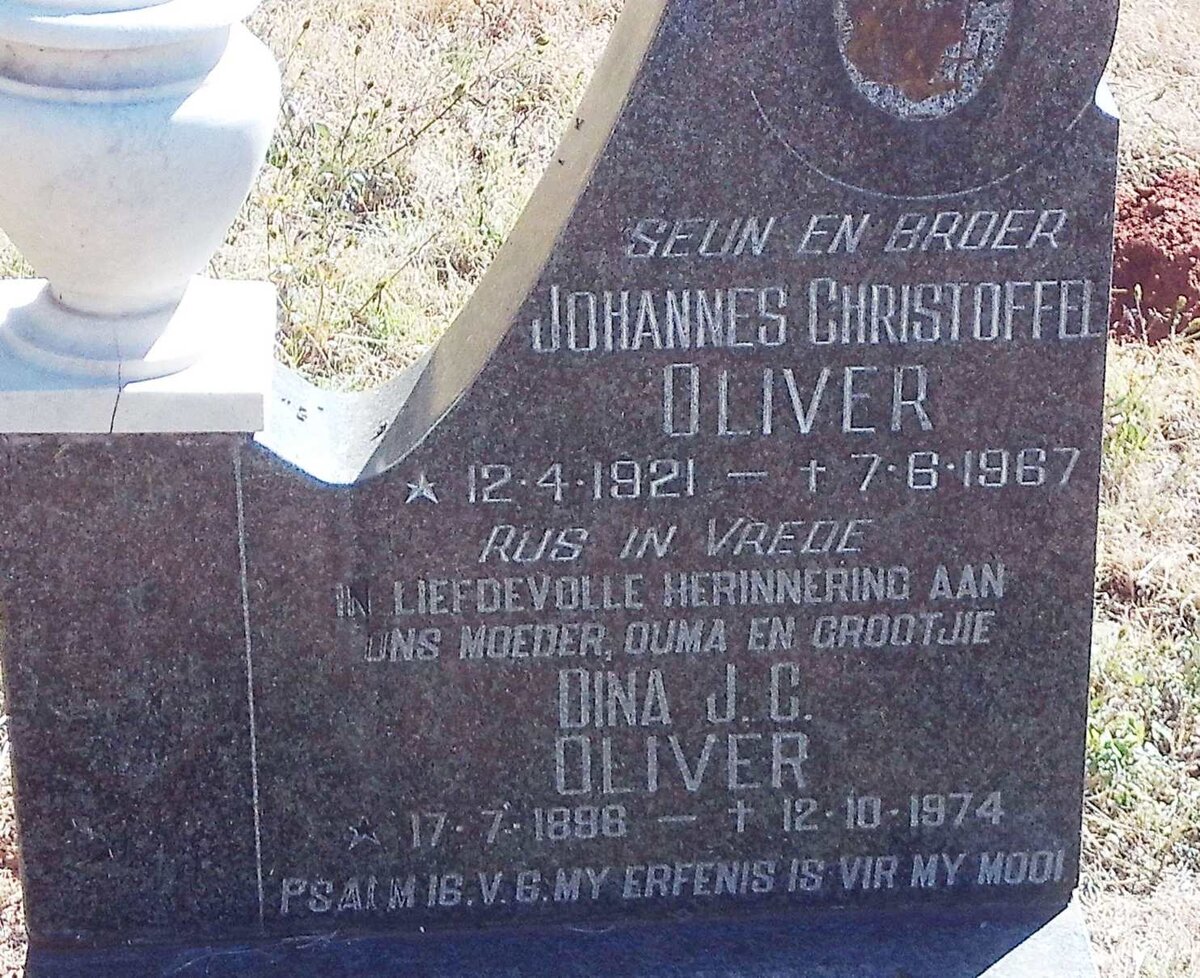 SEUN EN BROER
JOHANNES CHRISTOFFEL
OLIVER
★ 12·4·1921 — † 7·6·1967
RUS IN VREDE
IN LIEFDEVOLLE HERINNERING AAN
ONS MOEDER, OUMA EN GROOTJIE
DINA J.C.
OLIVER
☆ 17·7·1898 — † 12·10·1974
PSALM 16.V.6.MY ERFENIS IS VIR MY MOOI